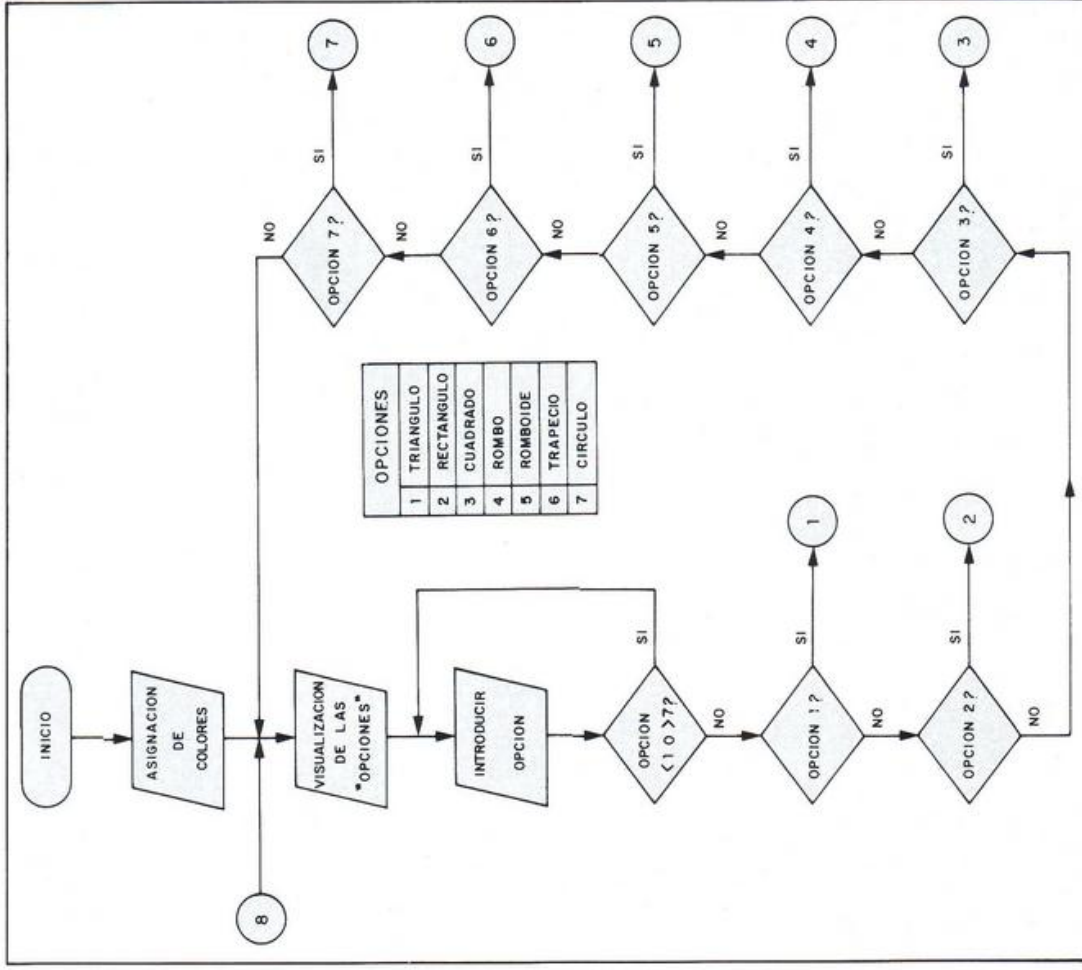 INICIO
ASIGNACION
DE
COLORES
8
VISUALIZACION
DE LAS
"OPCIONES"
INTRODUCIR
OPCION
OPCION
<1 O >7?
SI
NO
OPCION 1?
SI
1
NO
OPCION 2?
SI
2
NO
OPCIONES
1 TRIANGULO
2 RECTANGULO
3 CUADRADO
4 ROMBO
5 ROMBOIDE
6 TRAPECIO
7 CIRCULO
OPCION 3?
SI
3
NO
OPCION 4?
SI
4
NO
OPCION 5?
SI
5
NO
OPCION 6?
SI
6
NO
OPCION 7?
SI
7
NO